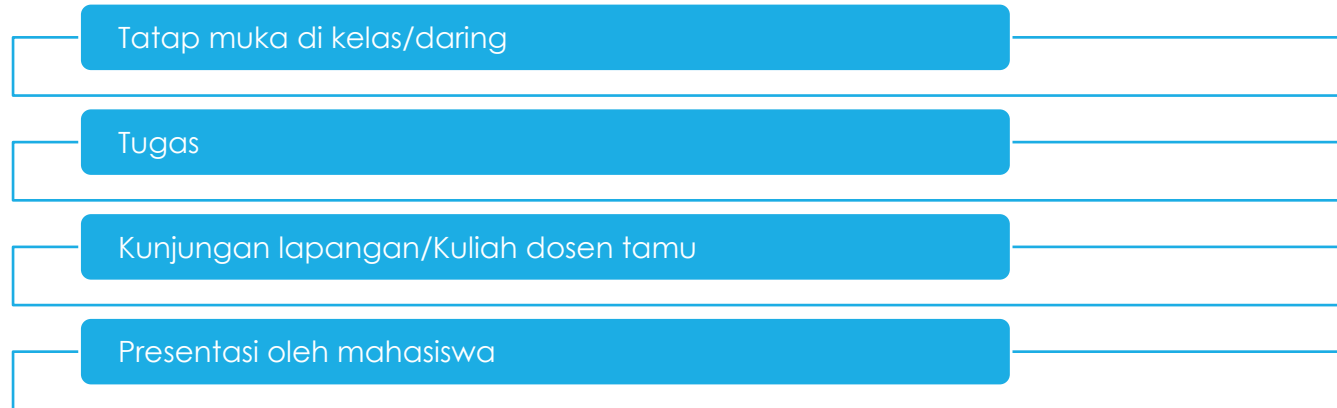 Tatap muka di kelas/daring
Tugas
Kunjungan lapangan/Kuliah dosen tamu
Presentasi oleh mahasiswa